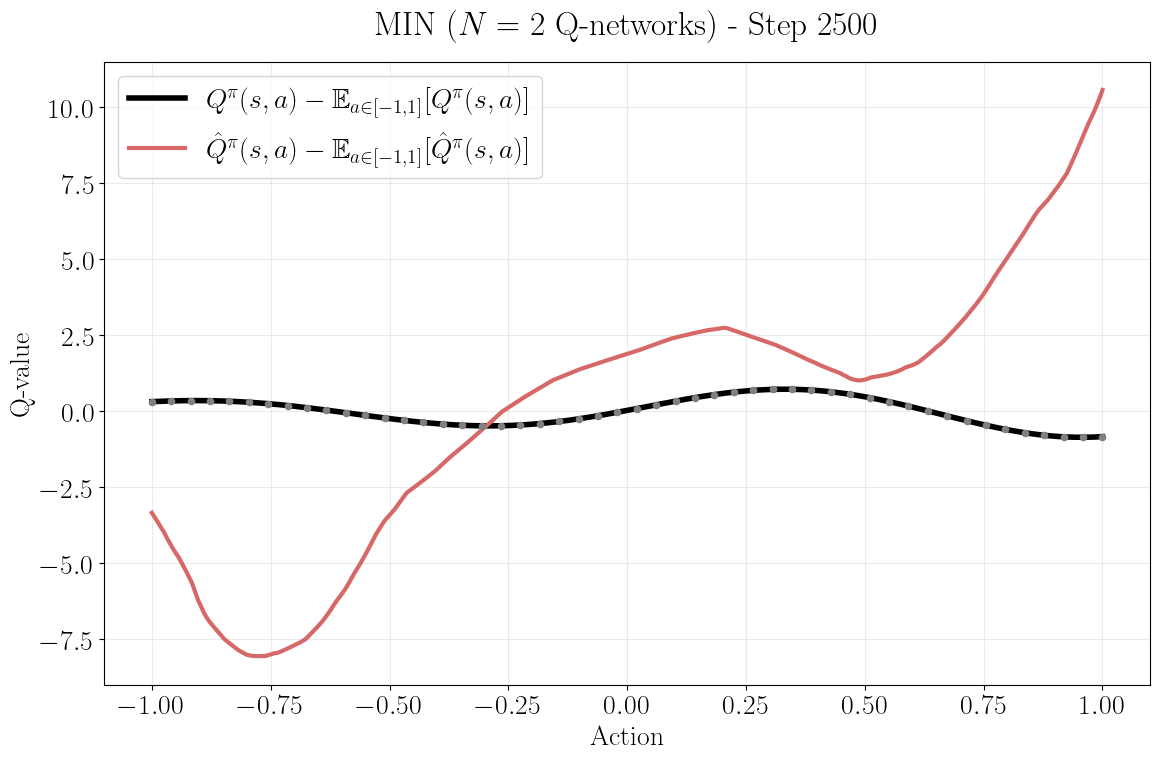 MIN (N = 2 Q-networks) - Step 2500
Q^π(s, a) − 𝔼_{a∈[−1,1]}[Q^π(s, a)]
Q̂^π(s, a) − 𝔼_{a∈[−1,1]}[Q̂^π(s, a)]
Q-value
10.0
7.5
5.0
2.5
0.0
−2.5
−5.0
−7.5
−1.00 −0.75 −0.50 −0.25 0.00 0.25 0.50 0.75 1.00
Action